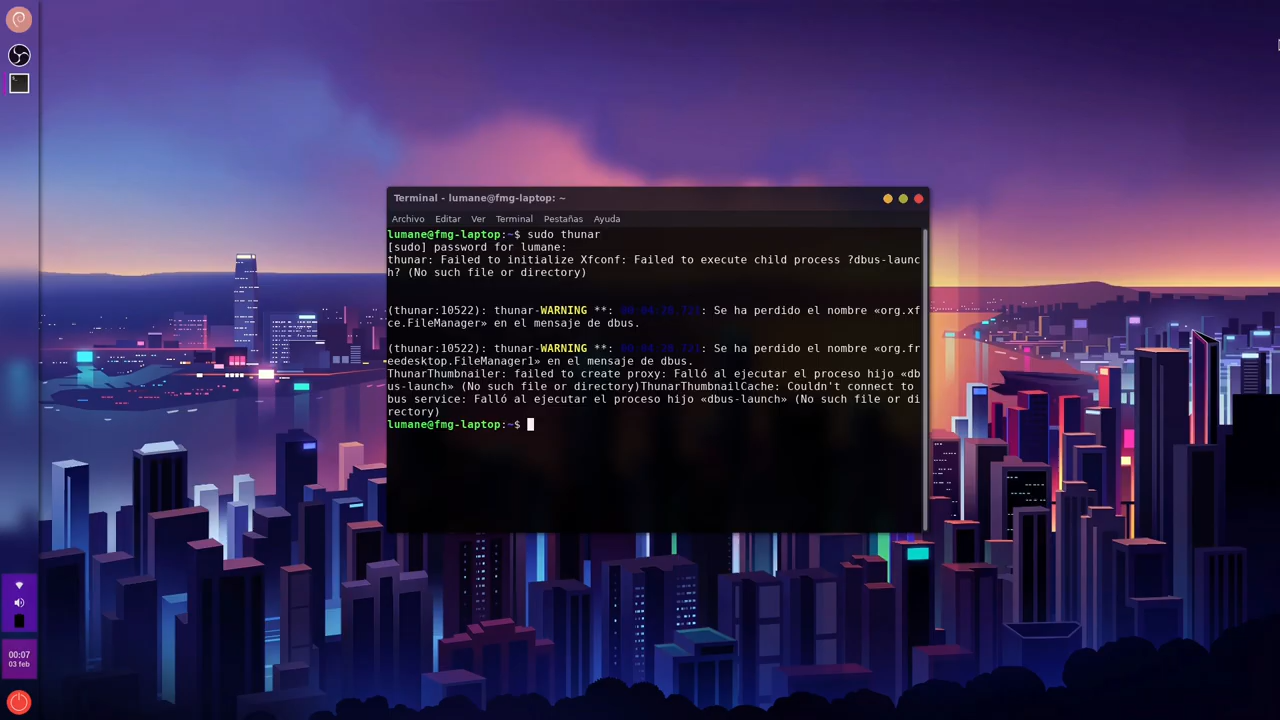 Terminal - lumane@fmg-laptop: ~
Archivo Editar Ver Terminal Pestañas Ayuda
lumane@fmg-laptop:~$ sudo thunar
[sudo] password for lumane:
thunar: Failed to initialize Xfconf: Failed to execute child process ?dbus-launc
h? (No such file or directory)
(thunar:10522): thunar-WARNING **: : Se ha perdido el nombre «org.xf
ce.FileManager» en el mensaje de dbus.
(thunar:10522): thunar-WARNING **: : Se ha perdido el nombre «org.fr
eedesktop.FileManager1» en el mensaje de dbus.
ThunarThumbnailer: failed to create proxy: Falló al ejecutar el proceso hijo «db
us-launch» (No such file or directory)ThunarThumbnailCache: Couldn't connect to
bus service: Falló al ejecutar el proceso hijo «dbus-launch» (No such file or di
rectory)
lumane@fmg-laptop:~$
00:07
03 feb